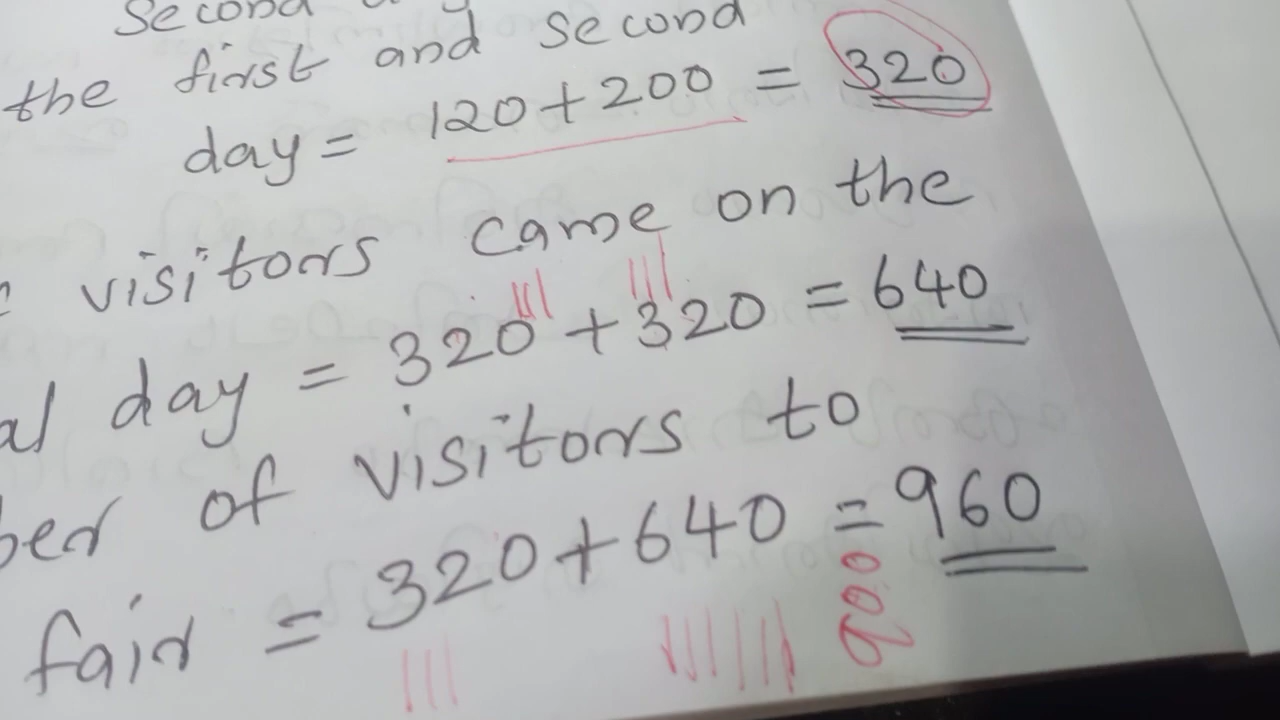 second
the first and second
day = 120 + 200 = 320
visitors came on the
day = 320 + 320 = 640
of visitors to
fair = 320 + 640 = 960
900